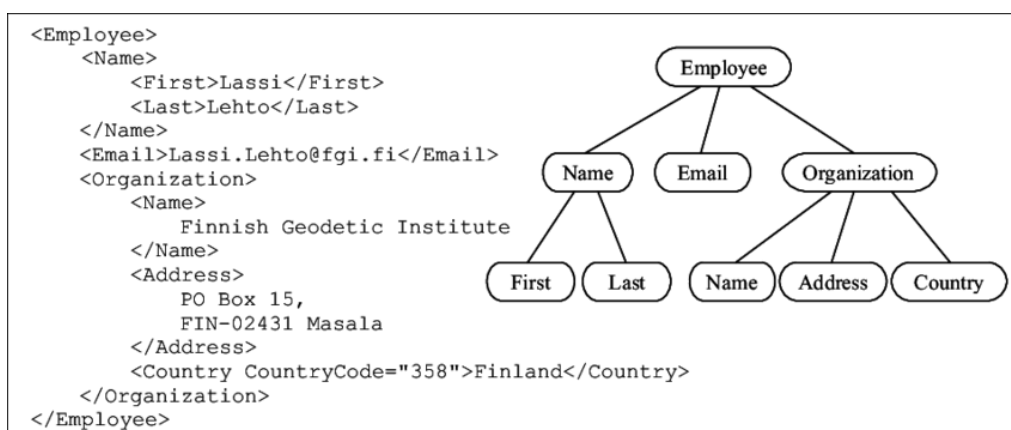 <Employee>
<Name>
<First>Lassi</First>
<Last>Lehto</Last>
</Name>
<Email>Lassi.Lehto@fgi.fi</Email>
<Organization>
<Name>
Finnish Geodetic Institute
</Name>
<Address>
PO Box 15,
FIN-02431 Masala
</Address>
<Country CountryCode="358">Finland</Country>
</Organization>
</Employee>
Employee
Name Email Organization
First Last Name Address Country